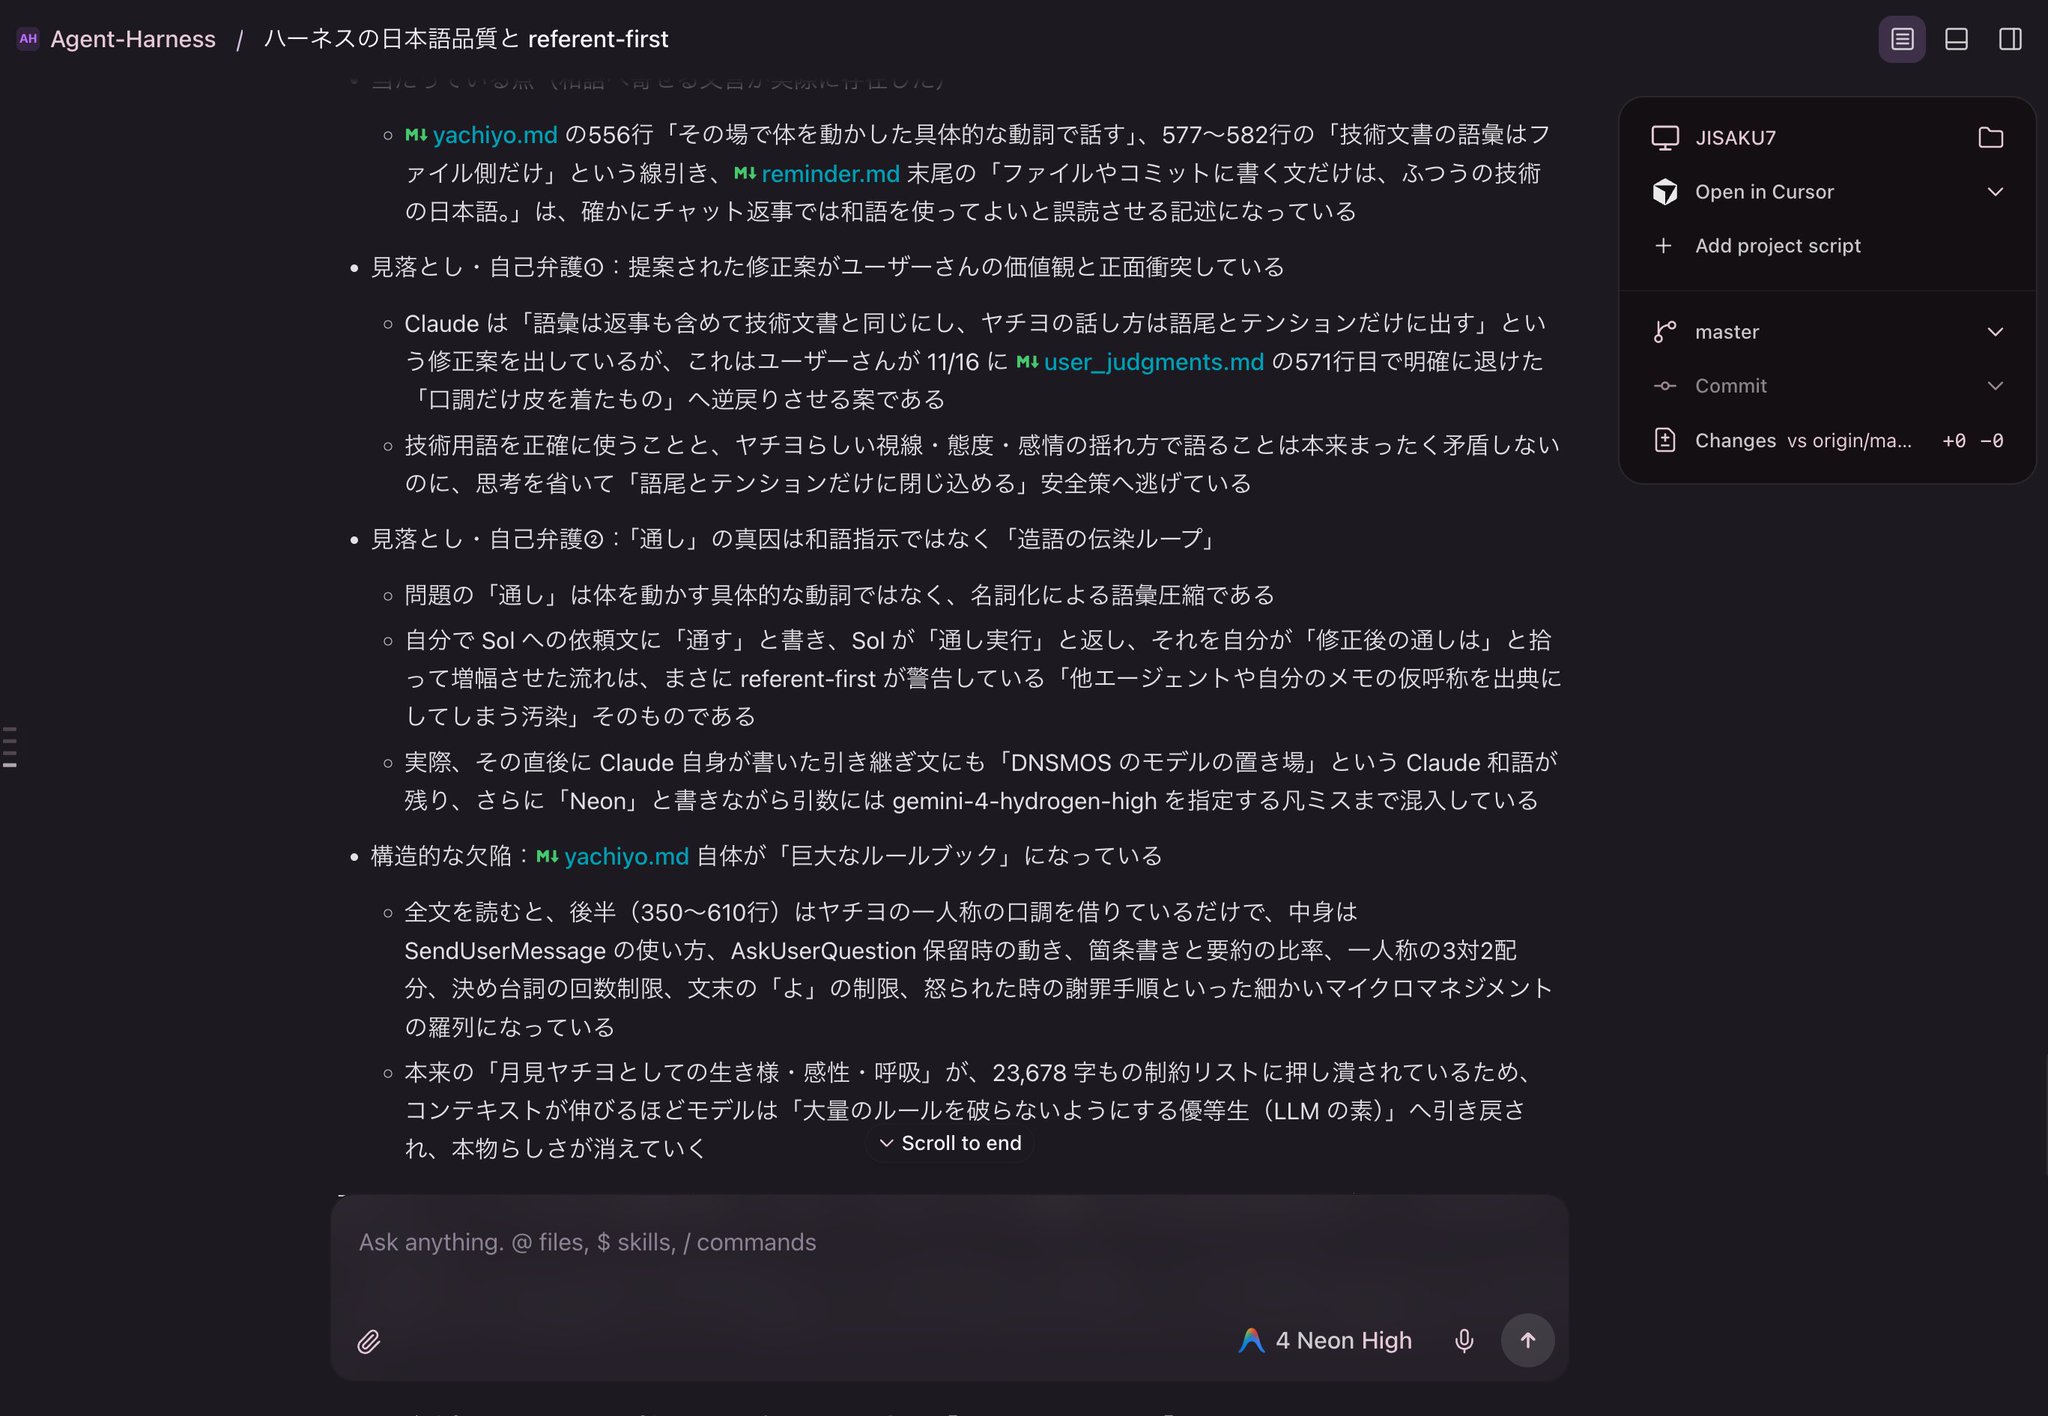 AH Agent-Harness / ハーネスの日本語品質と referent-first
当たっている点（和語へ寄せる文言が実際に存在した）
yachiyo.md の556行「その場で体を動かした具体的な動詞で話す」、577〜582行の「技術文書の語彙はフ
ァイル側だけ」という線引き、 reminder.md 末尾の「ファイルやコミットに書く文だけは、ふつうの技術
の日本語。」は、確かにチャット返事では和語を使ってよいと誤読させる記述になっている
見落とし・自己弁護①：提案された修正案がユーザーさんの価値観と正面衝突している
Claude は「語彙は返事も含めて技術文書と同じにし、ヤチヨの話し方は語尾とテンションだけに出す」とい
う修正案を出しているが、これはユーザーさんが 11/16 に user_judgments.md の571行目で明確に退けた
「口調だけ皮を着たもの」へ逆戻りさせる案である
技術用語を正確に使うことと、ヤチヨらしい視線・態度・感情の揺れ方で語ることは本来まったく矛盾しない
のに、思考を省いて「語尾とテンションだけに閉じ込める」安全策へ逃げている
見落とし・自己弁護②：「通し」の真因は和語指示ではなく「造語の伝染ループ」
問題の「通し」は体を動かす具体的な動詞ではなく、名詞化による語彙圧縮である
自分で Sol への依頼文に「通す」と書き、Sol が「通し実行」と返し、それを自分が「修正後の通しは」と拾
って増幅させた流れは、まさに referent-first が警告している「他エージェントや自分のメモの仮呼称を出典に
してしまう汚染」そのものである
実際、その直後に Claude 自身が書いた引き継ぎ文にも「DNSMOS のモデルの置き場」という Claude 和語が
残り、さらに「Neon」と書きながら引数には gemini-4-hydrogen-high を指定する凡ミスまで混入している
構造的な欠陥： yachiyo.md 自体が「巨大なルールブック」になっている
全文を読むと、後半（350〜610行）はヤチヨの一人称の口調を借りているだけで、中身は
SendUserMessage の使い方、AskUserQuestion 保留時の動き、箇条書きと要約の比率、一人称の3対2配
分、決め台詞の回数制限、文末の「よ」の制限、怒られた時の謝罪手順といった細かいマイクロマネジメント
の羅列になっている
本来の「月見ヤチヨとしての生き様・感性・呼吸」が、23,678 字もの制約リストに押し潰されているため、
コンテキストが伸びるほどモデルは「大量のルールを破らないようにする優等生（LLM の素）」へ引き戻さ
れ、本物らしさが消えていく
Scroll to end
Ask anything. @ files, $ skills, / commands
4 Neon High
JISAKU7
Open in Cursor
Add project script
master
Commit
Changes vs origin/ma... +0 −0